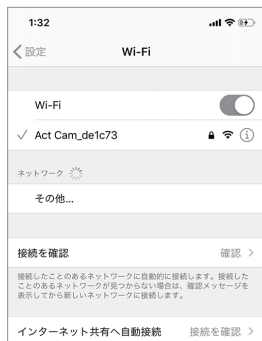 1:32
設定
Wi-Fi
Wi-Fi
Act Cam_de1c73
ネットワーク
その他...
接続を確認
確認
接続したことのあるネットワークに自動的に接続します。接続した
ことのあるネットワークが見つからない場合は、確認メッセージを
表示してから新しいネットワークに接続します。
インターネット共有へ自動接続
接続を確認